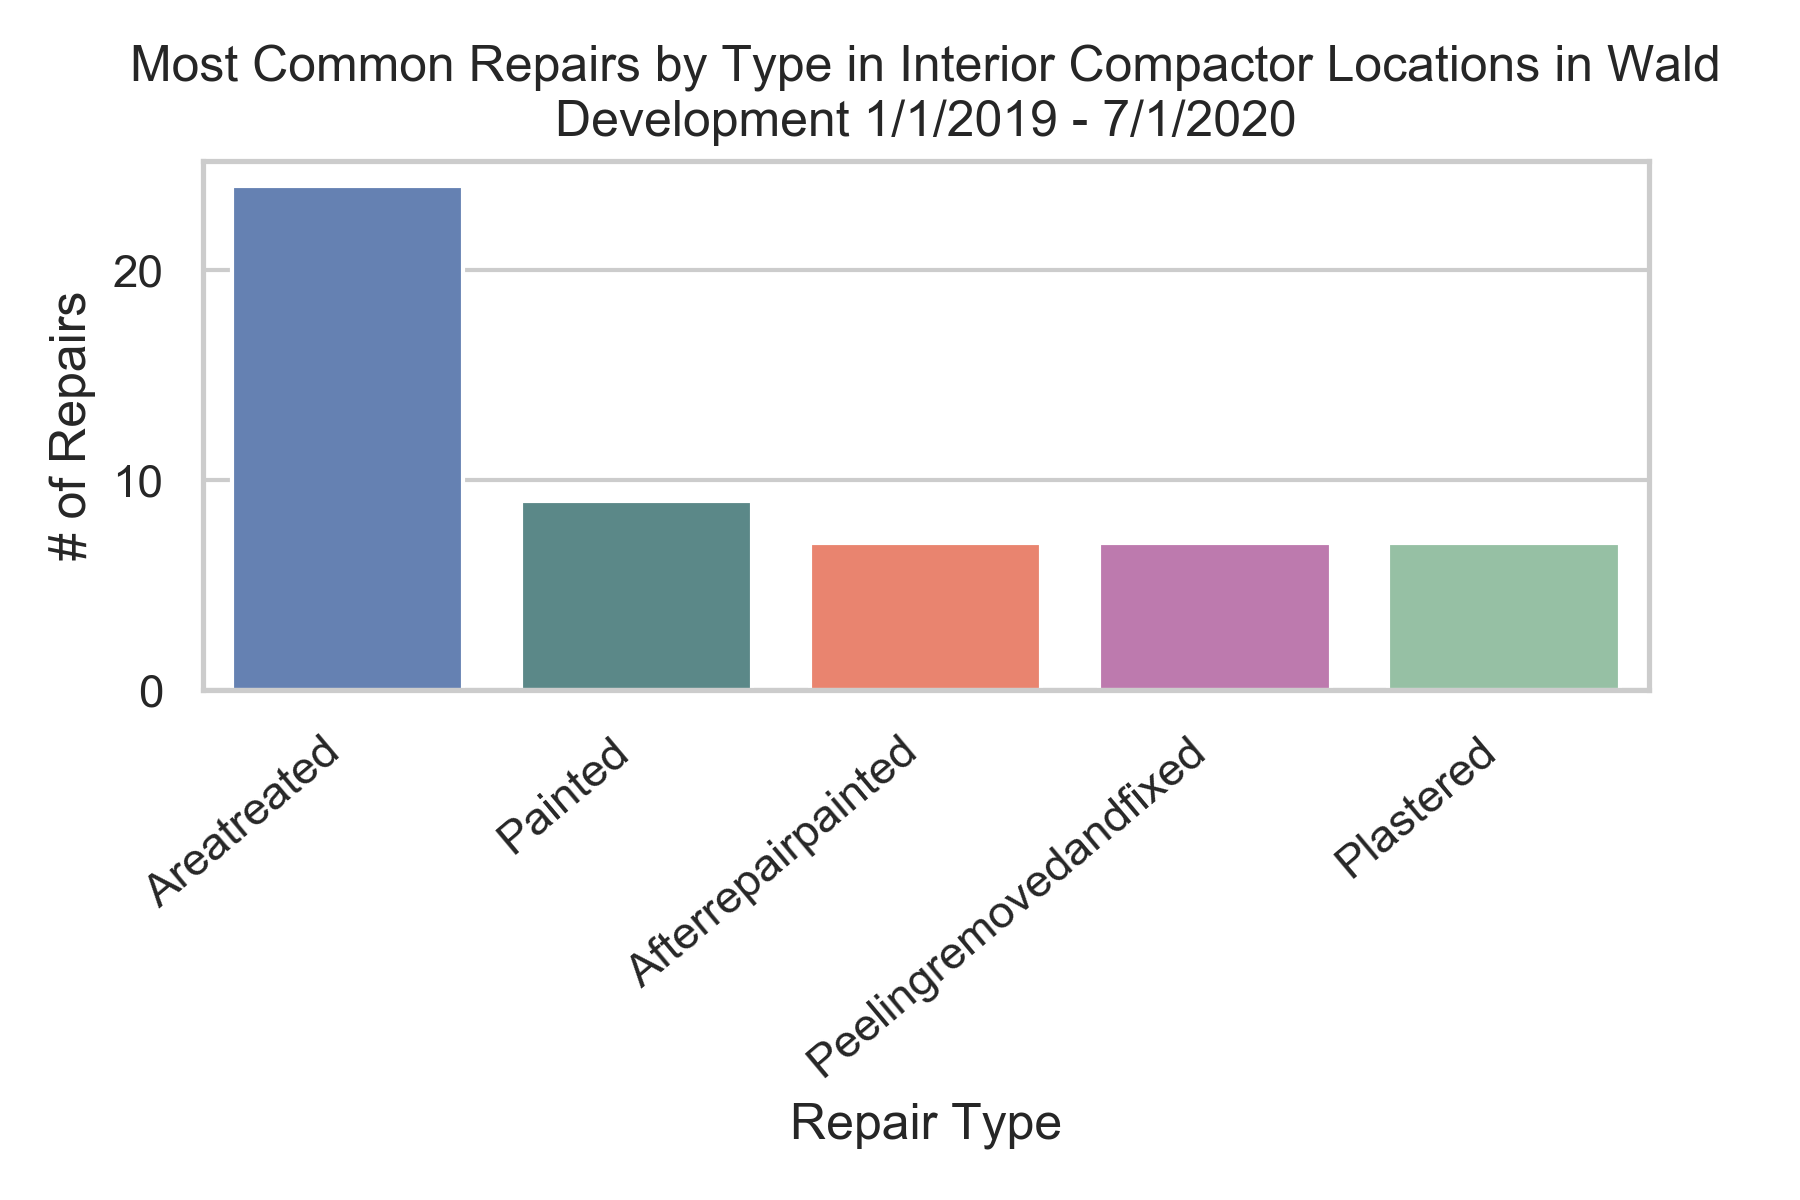 Most Common Repairs by Type in Interior Compactor Locations in Wald
Development 1/1/2019 - 7/1/2020
# of Repairs
20
10
0
Areatreated
Painted
Afterrepairpainted
Peelingremovedandfixed
Plastered
Repair Type